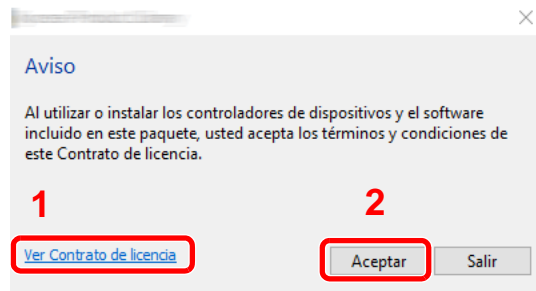 Aviso
Al utilizar o instalar los controladores de dispositivos y el software
incluido en este paquete, usted acepta los términos y condiciones de
este Contrato de licencia.
1
2
Ver Contrato de licencia
Aceptar
Salir